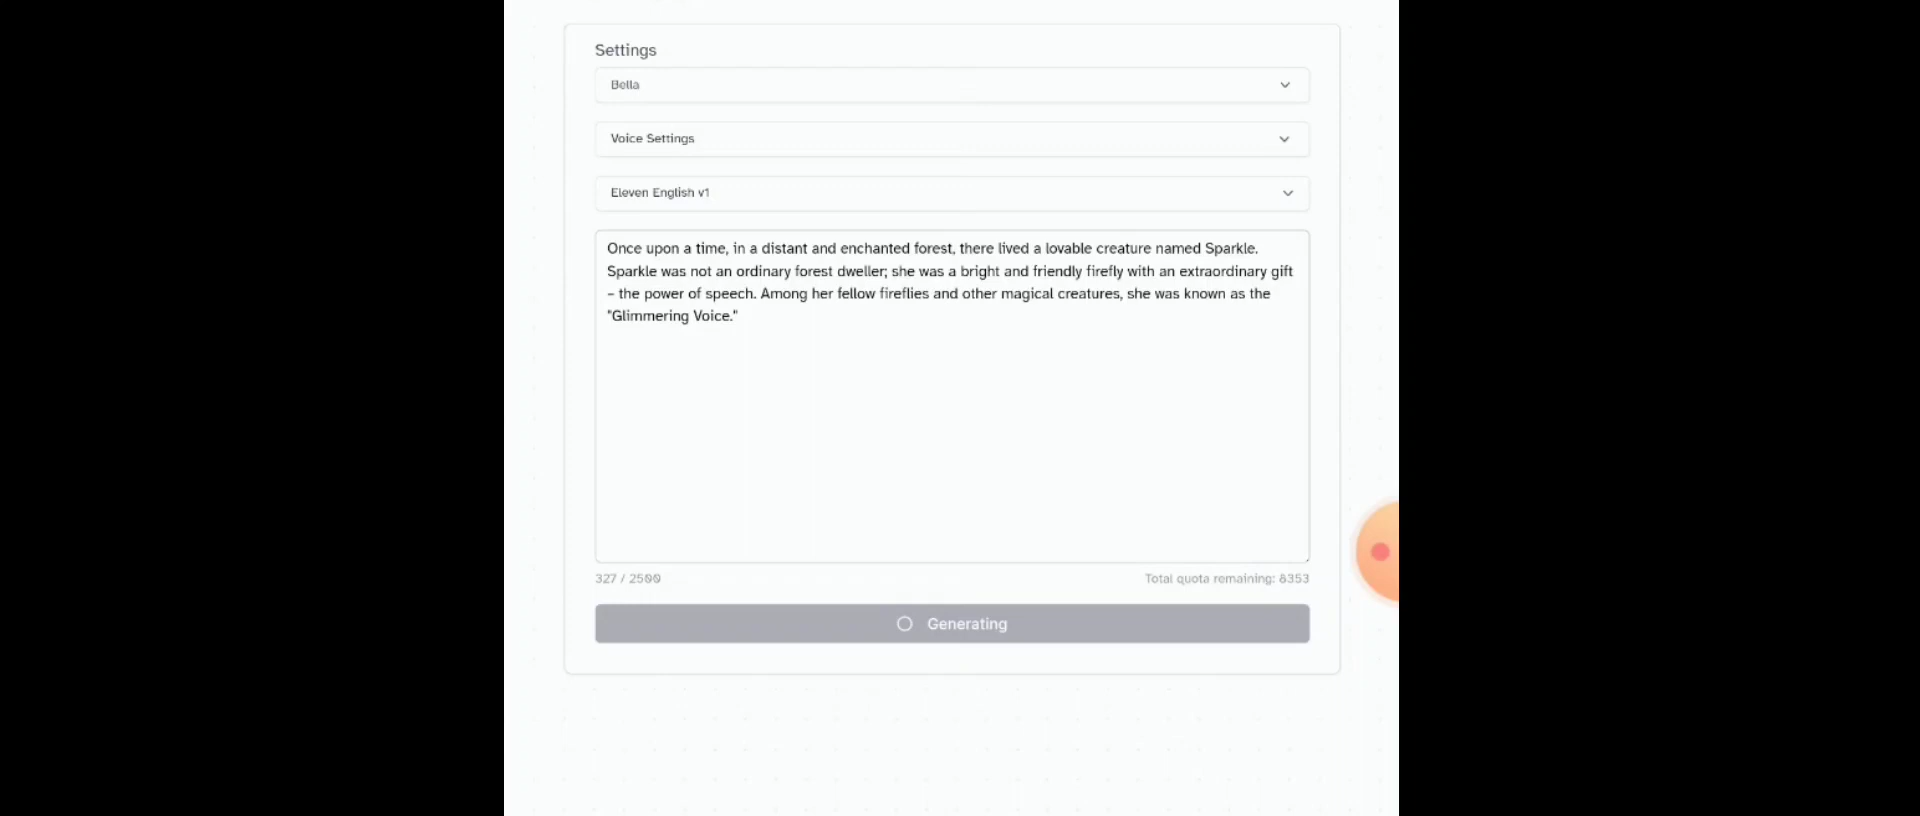 Settings
Bella
Voice Settings
Eleven English v1
Once upon a time, in a distant and enchanted forest, there lived a lovable creature named Sparkle.
Sparkle was not an ordinary forest dweller; she was a bright and friendly firefly with an extraordinary gift
– the power of speech. Among her fellow fireflies and other magical creatures, she was known as the
"Glimmering Voice."
327 / 2500
Total quota remaining: 8353
Generating